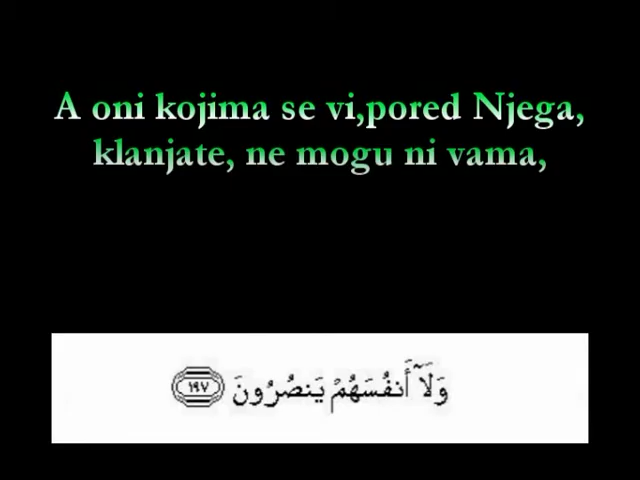 A oni kojima se vi,pored Njega,
klanjate, ne mogu ni vama,
وَلَآ أَنفُسَهُمْ يَنصُرُونَ ١٩٧